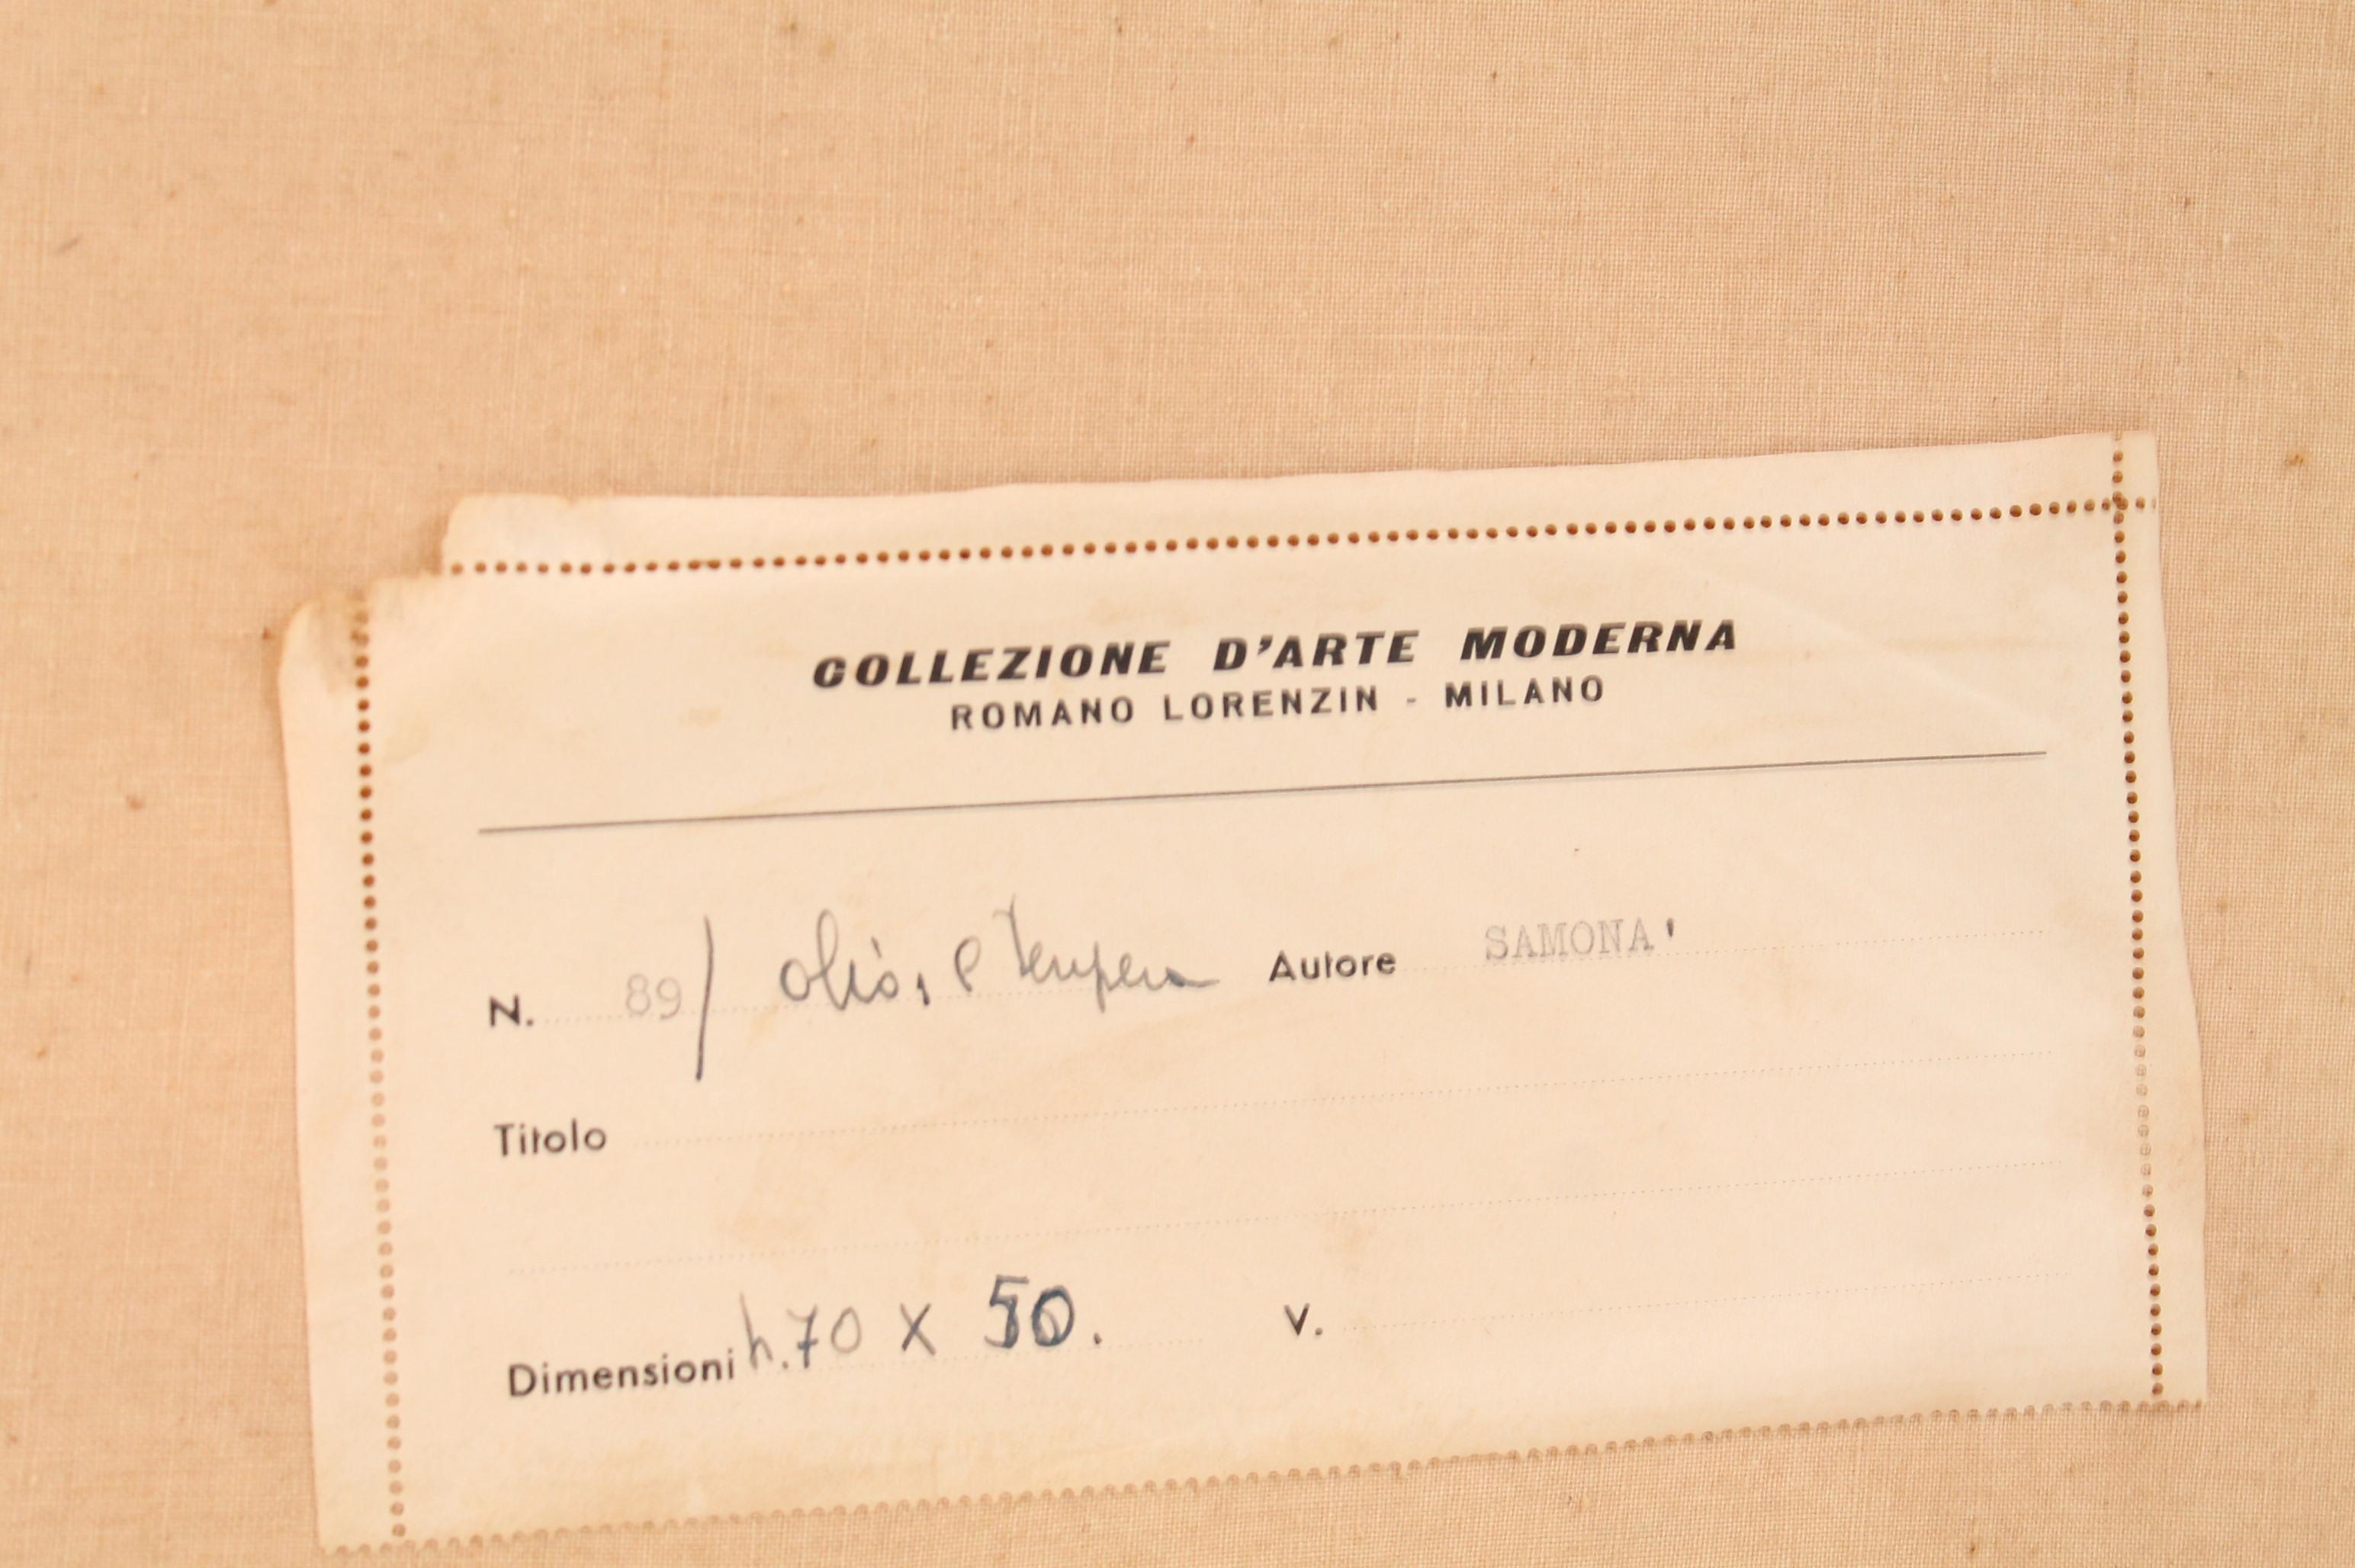 COLLEZIONE D'ARTE MODERNA
ROMANO LORENZIN - MILANO
N. 89/ olio, e tempera Autore SAMONA'
Titolo
Dimensioni h.70 x 50. V.